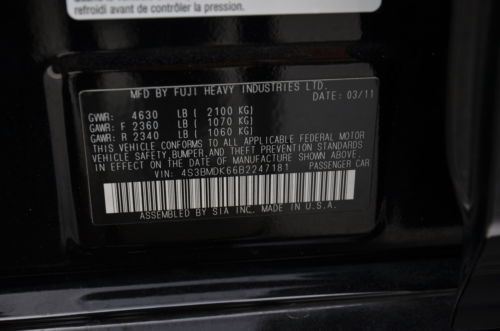 refroidi avant de contrôler la pression.
MFD BY FUJI HEAVY INDUSTRIES LTD.
DATE: 03/11
GVWR: 4630 LB ( 2100 KG)
GAWR: F 2360 LB ( 1070 KG)
GAWR: R 2340 LB ( 1060 KG)
THIS VEHICLE CONFORMS TO ALL APPLICABLE FEDERAL MOTOR
VEHICLE SAFETY, BUMPER, AND THEFT PREVENTION STANDARDS
IN EFFECT ON THE DATE OF MANUFACTURE SHOWN ABOVE.
VIN: 4S3BMDK66B2247181 PASSENGER CAR
ASSEMBLED BY SIA INC. MADE IN U.S.A.